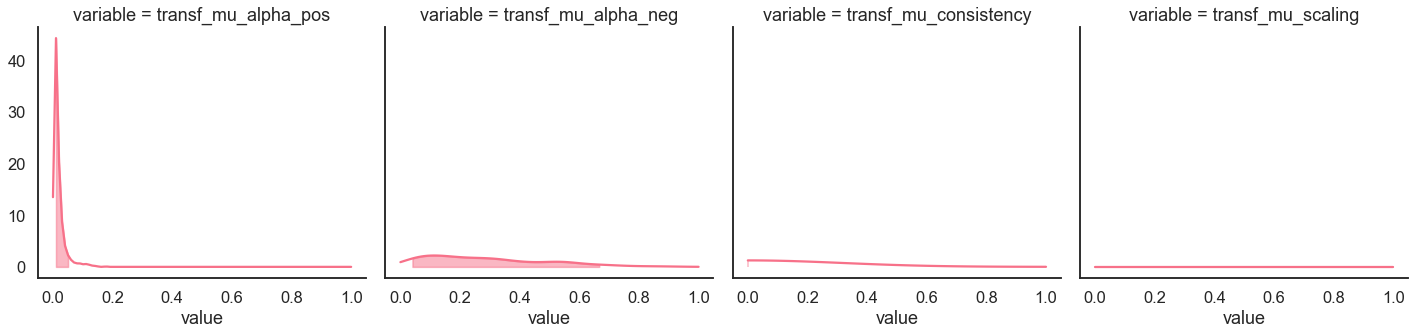 variable = transf_mu_alpha_pos
variable = transf_mu_alpha_neg
variable = transf_mu_consistency
variable = transf_mu_scaling
40
30
20
10
0
0.0 0.2 0.4 0.6 0.8 1.0
0.0 0.2 0.4 0.6 0.8 1.0
0.0 0.2 0.4 0.6 0.8 1.0
0.0 0.2 0.4 0.6 0.8 1.0
value
value
value
value